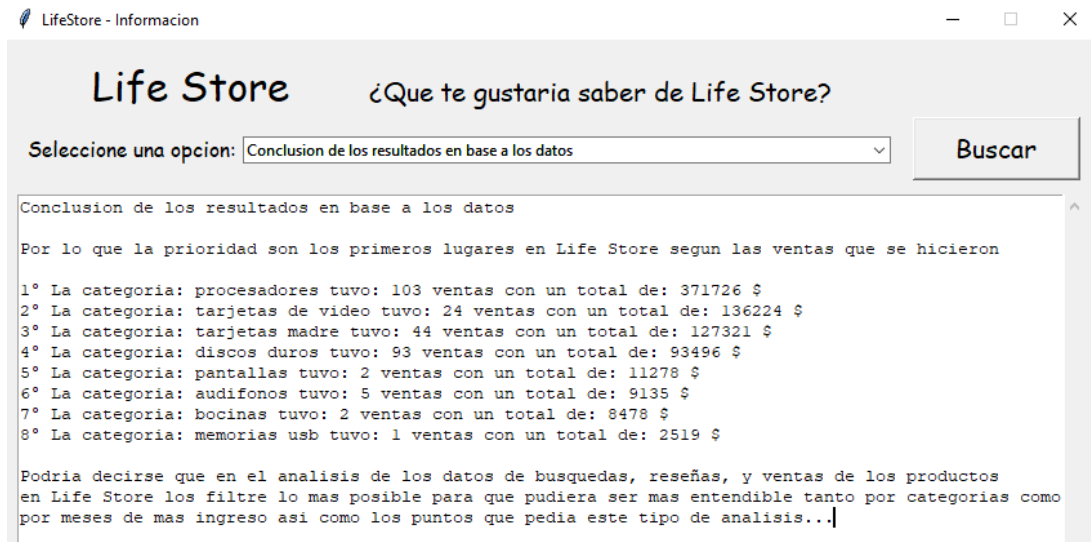 LifeStore - Informacion
Life Store
¿Que te gustaria saber de Life Store?
Seleccione una opcion:
Conclusion de los resultados en base a los datos
Buscar
Conclusion de los resultados en base a los datos
Por lo que la prioridad son los primeros lugares en Life Store segun las ventas que se hicieron
1° La categoria: procesadores tuvo: 103 ventas con un total de: 371726 $
2° La categoria: tarjetas de video tuvo: 24 ventas con un total de: 136224 $
3° La categoria: tarjetas madre tuvo: 44 ventas con un total de: 127321 $
4° La categoria: discos duros tuvo: 93 ventas con un total de: 93496 $
5° La categoria: pantallas tuvo: 2 ventas con un total de: 11278 $
6° La categoria: audifonos tuvo: 5 ventas con un total de: 9135 $
7° La categoria: bocinas tuvo: 2 ventas con un total de: 8478 $
8° La categoria: memorias usb tuvo: 1 ventas con un total de: 2519 $
Podria decirse que en el analisis de los datos de busquedas, reseñas, y ventas de los productos
en Life Store los filtre lo mas posible para que pudiera ser mas entendible tanto por categorias como
por meses de mas ingreso asi como los puntos que pedia este tipo de analisis...